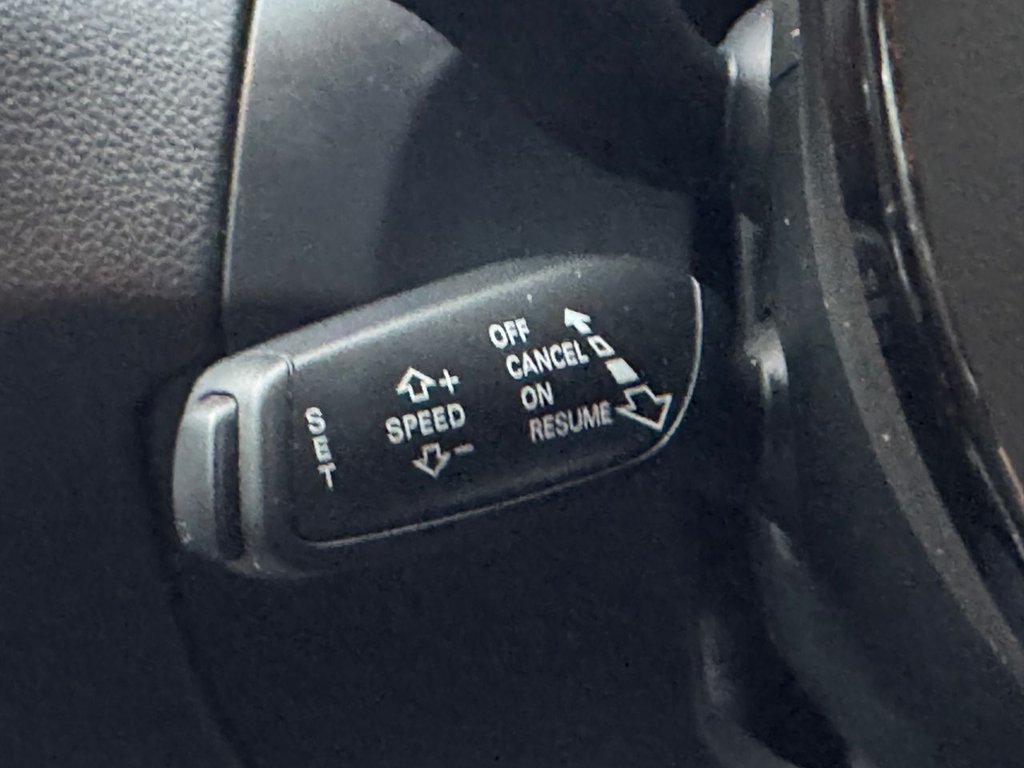 SET
+
SPEED
-
OFF
CANCEL
ON
RESUME